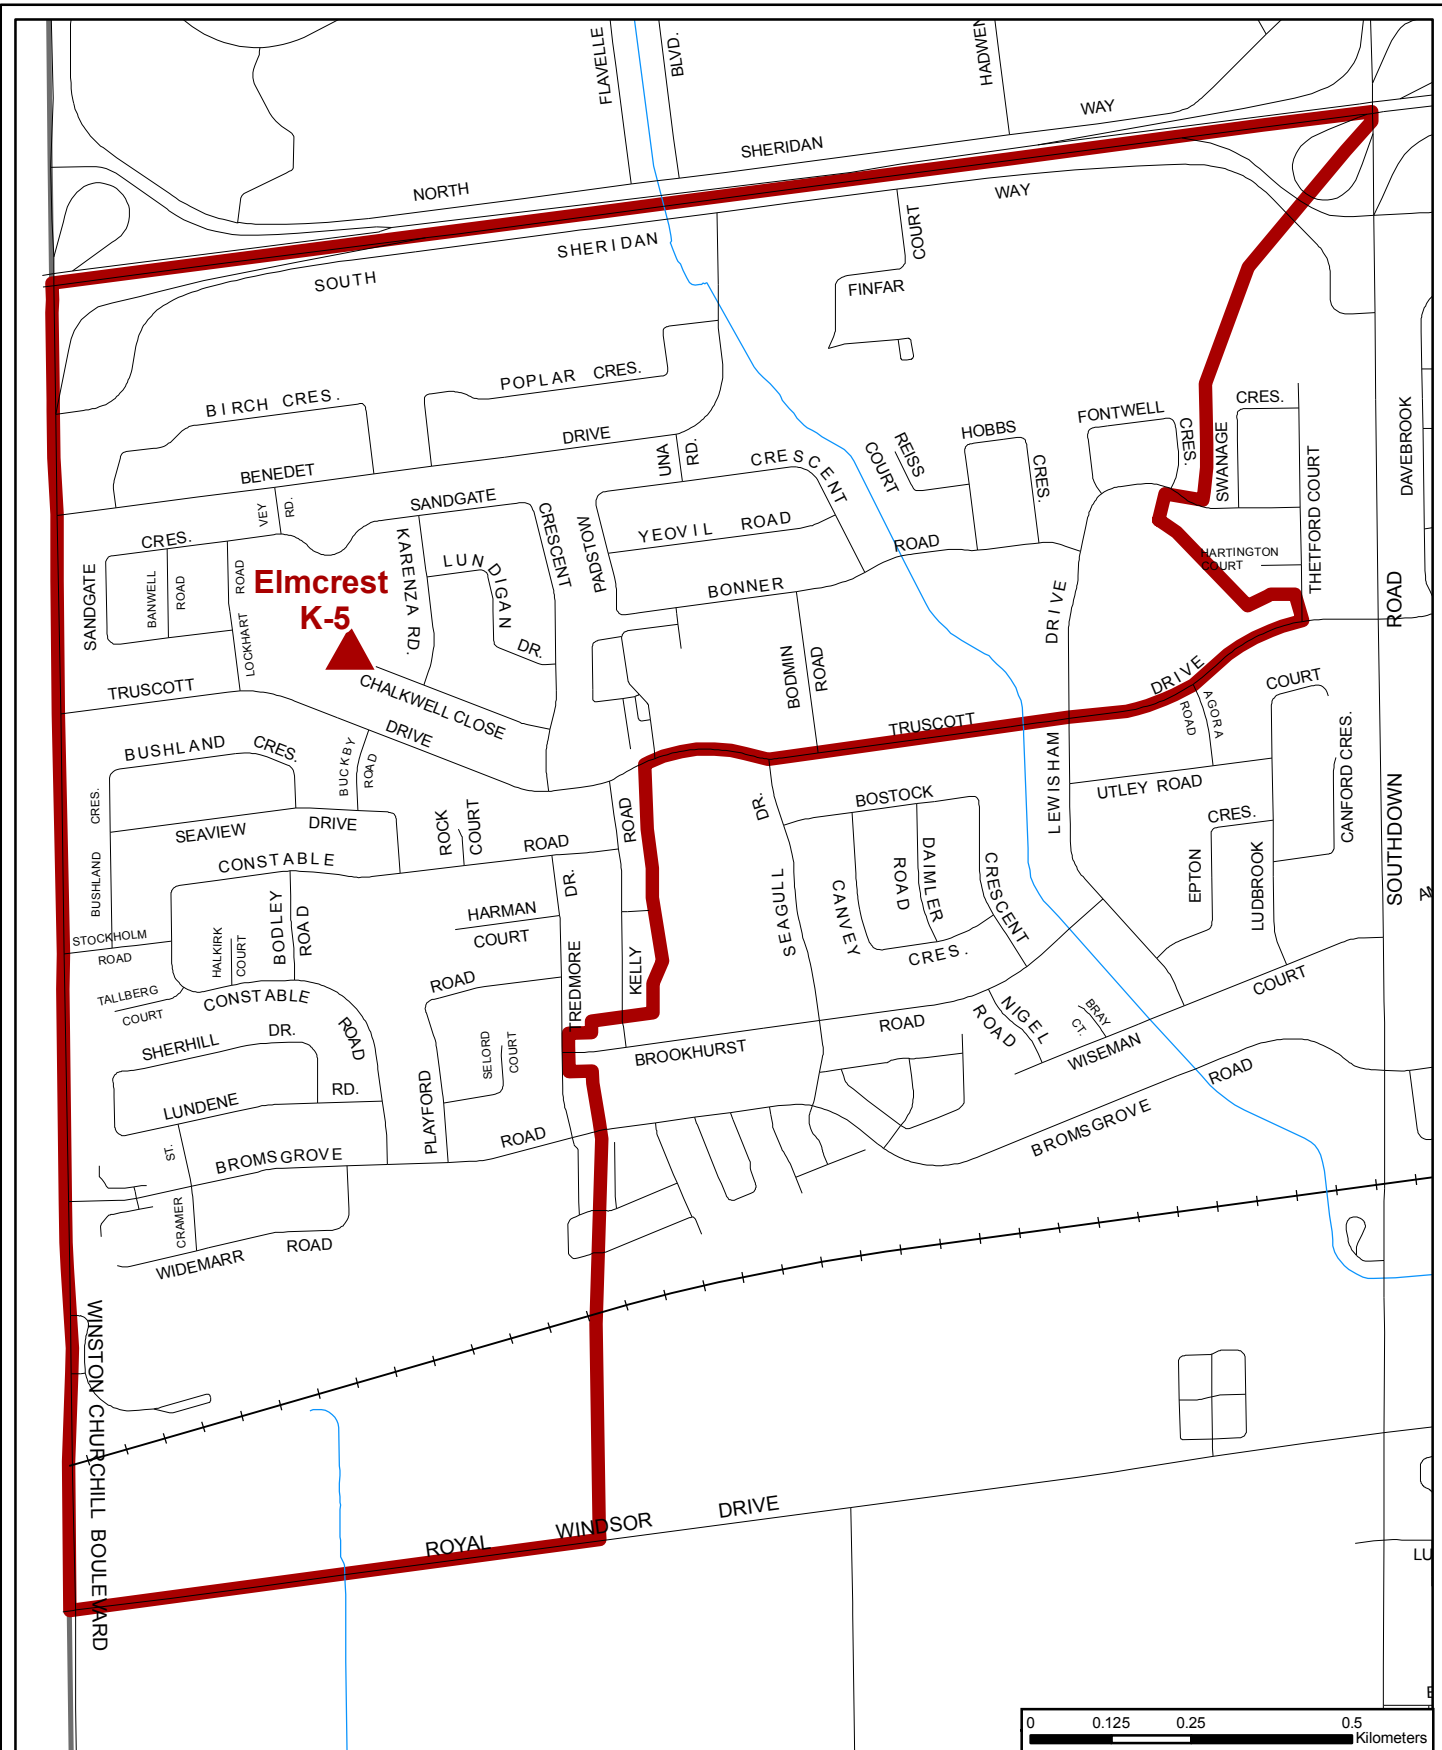 FLAVELLE
BLVD.
HADWEN
NORTH
SHERIDAN
WAY
SOUTH
SHERIDAN
WAY
COURT
FINFAR
BIRCH CRES.
POPLAR CRES.
BENEDET
DRIVE
UNA
RD.
CRESCENT
REISS
COURT
HOBBS
CRES.
FONTWELL
CRES.
SWANAGE
CRES.
THETFORD COURT
DAVEBROOK
VEY
RD.
SANDGATE
CRESCENT
PADSTOW
YEOVIL ROAD
ROAD
BONNER
CRES.
SANDGATE
BANWELL
ROAD
ROAD
LOCKHART
KARENZA RD.
LUNDIGAN
DR.
Elmcrest
K-5
CHALKWELL CLOSE
HARTINGTON
COURT
DRIVE
LEWISHAM
ROAD
SOUTHDOWN
BODMIN
ROAD
TRUSCOTT
DRIVE
TRUSCOTT
DRIVE
AGORA
ROAD
COURT
CANFORD CRES.
BUSHLAND CRES.
BUCKBY
ROAD
BUSHLAND
CRES.
SEAVIEW DRIVE
ROCK
COURT
ROAD
CONSTABLE
ROAD
KELLY
DR.
TREDMORE
DR.
SEAGULL
BOSTOCK
CRESCENT
DAIMLER
ROAD
CANVEY
CRES.
UTLEY ROAD
CRES.
EPTON
LUDBROOK
HARMAN
COURT
STOCKHOLM
ROAD
HALKIRK
COURT
BODLEY
ROAD
TALLBERG
COURT
CONSTABLE
ROAD
SHERHILL DR.
ROAD
PLAYFORD
SELORD
COURT
BROOKHURST
ROAD
NIGEL
ROAD
BRAY
CT.
WISEMAN
COURT
LUNDENE
RD.
ST.
CRAMER
BROMSGROVE
ROAD
BROMSGROVE
ROAD
WIDEMARR
ROAD
WINSTON CHURCHILL BOULEVARD
ROYAL
WINDSOR
DRIVE
LU
0 0.125 0.25 0.5
Kilometers